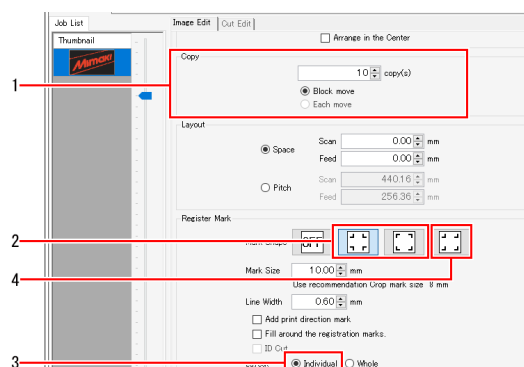 Job List
Image Edit Cut Edit
Thumbnail
Mimaki
Arrange in the Center
Copy
10 copy(s)
Block move
Each move
1
Layout
Space
Scan 0.00 mm
Feed 0.00 mm
Pitch
Scan 440.16 mm
Feed 256.36 mm
Register Mark
2
Mark Shape OFF
4
Mark Size 10.00 mm
Use recommendation Crop mark size 8 mm
Line Width 0.60 mm
Add print direction mark
Fill around the registration marks.
ID Cut
3
Individual Whole